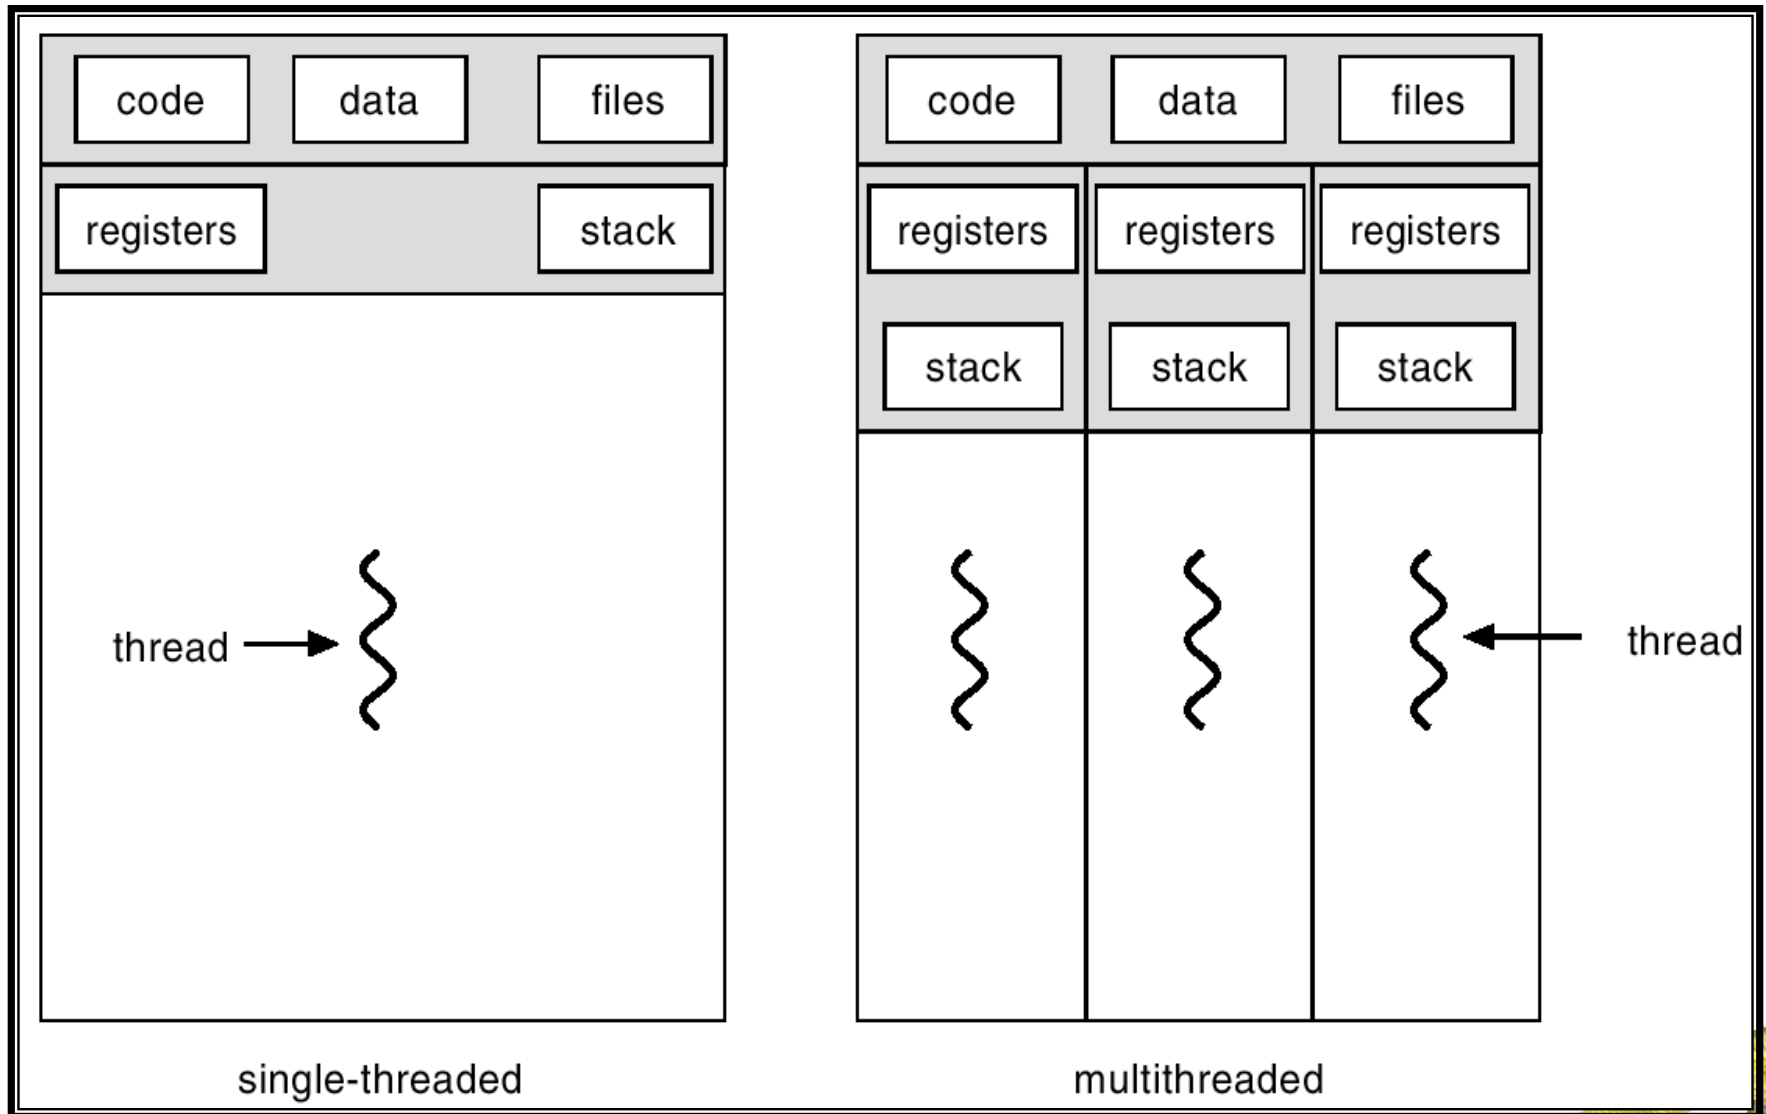 code data files
registers stack
thread
single-threaded
code data files
registers registers registers
stack stack stack
thread
multithreaded